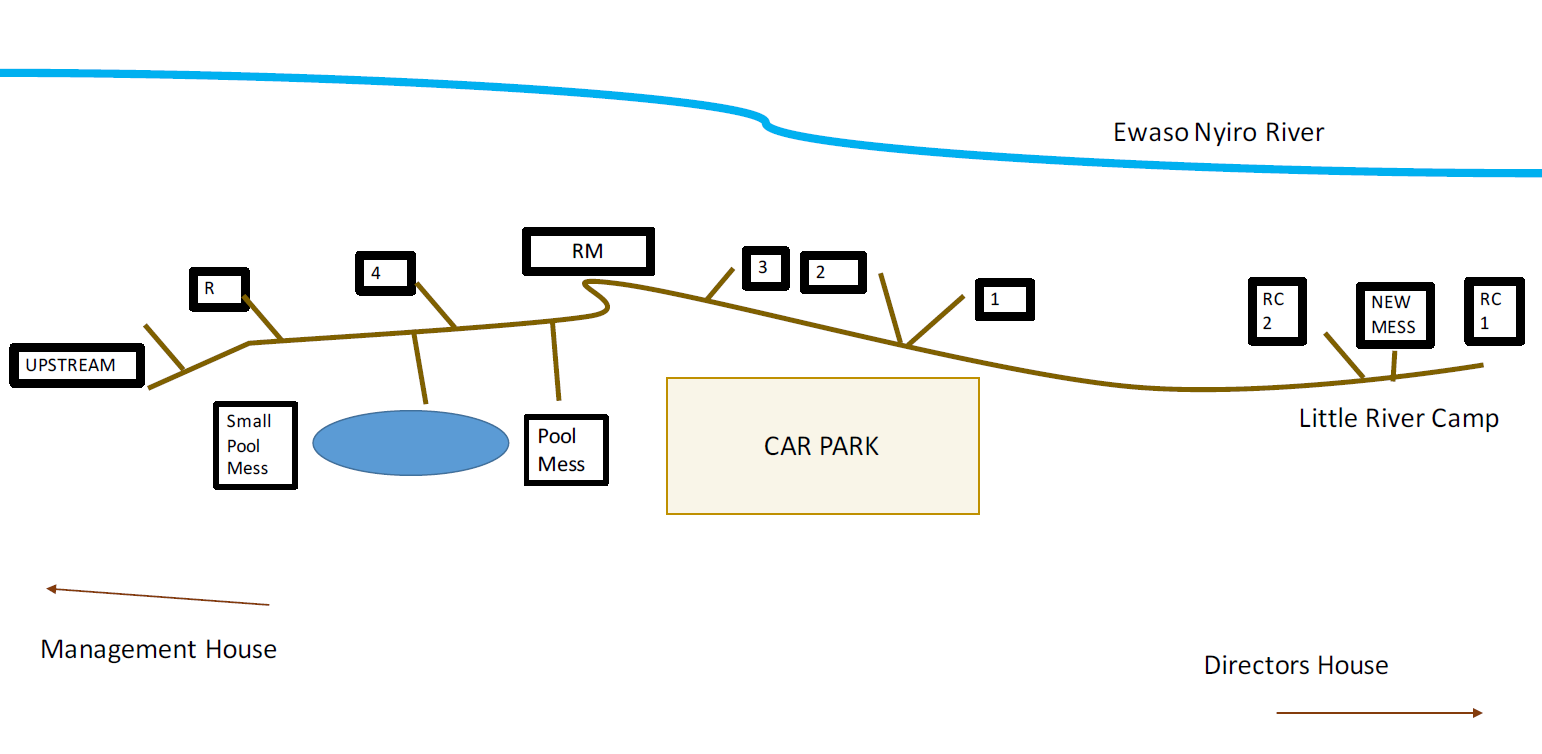 Ewaso Nyiro River
RM
3
2
4
R
1
RC
2
NEW
MESS
RC
1
UPSTREAM
Small
Pool
Mess
Pool
Mess
CAR PARK
Little River Camp
Management House
Directors House